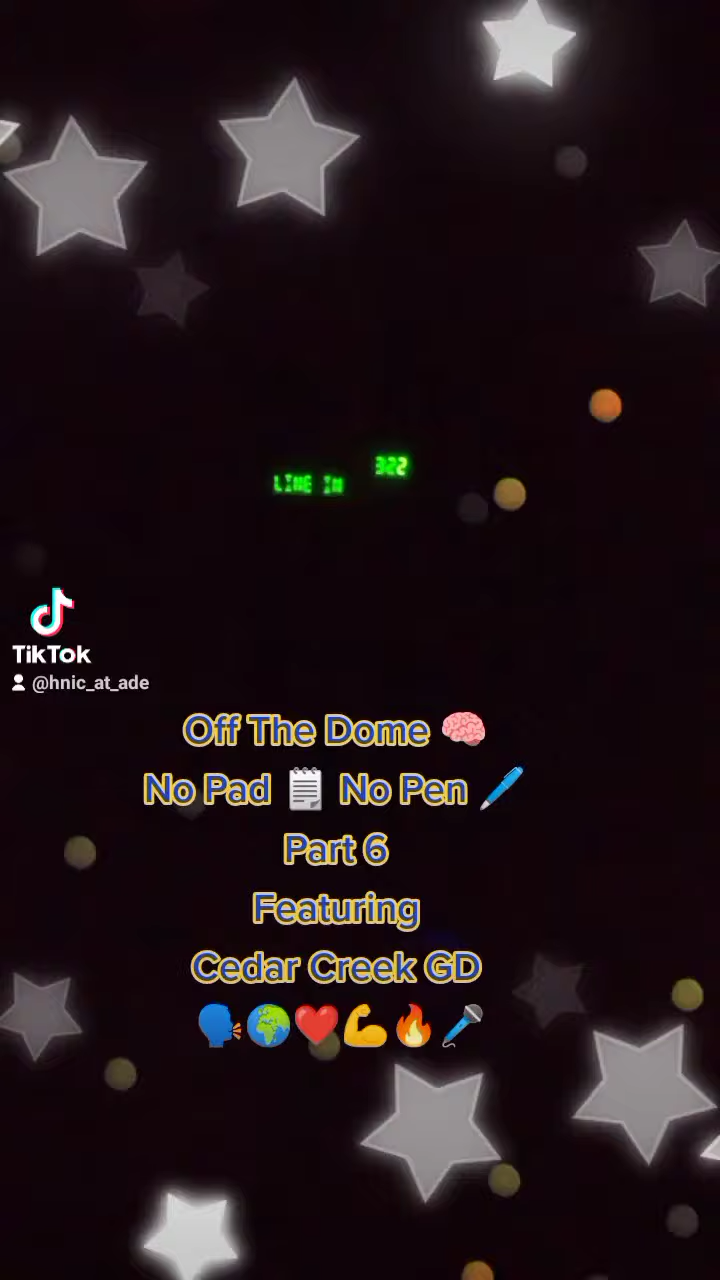 322
LINE IN
TikTok
@hnic_at_ade
Off The Dome 🧠
No Pad 🗒️ No Pen 🖊️
Part 6
Featuring
Cedar Creek GD
🗣️🌍❤️💪🔥🎤